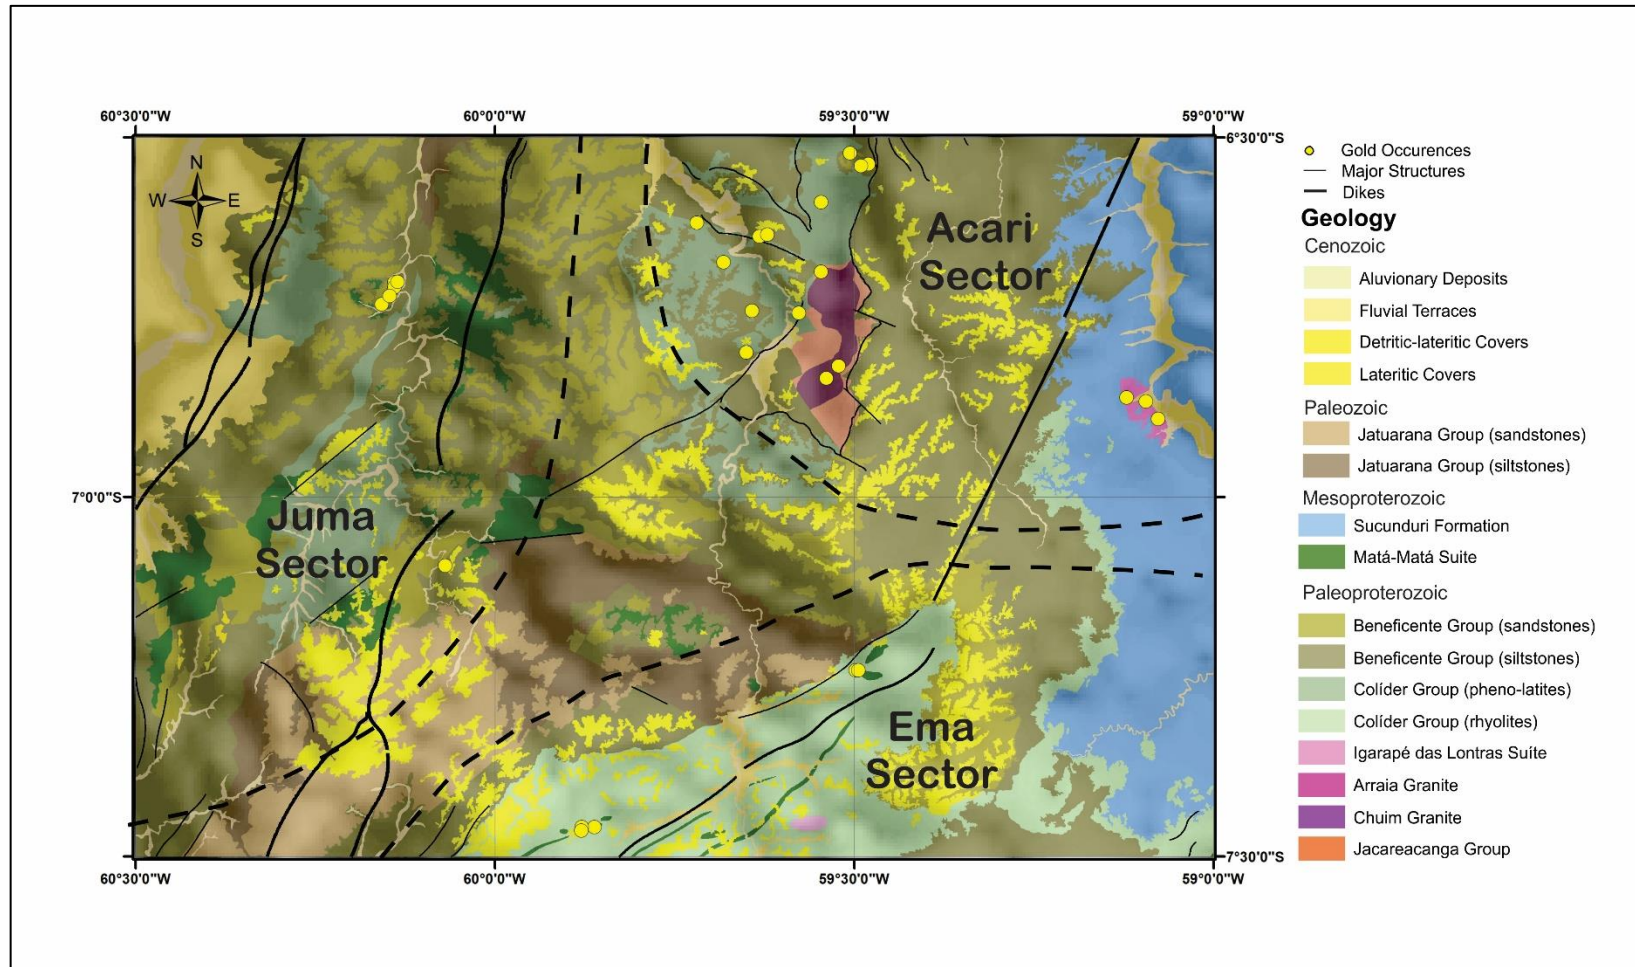 60°30'0"W 60°0'0"W 59°30'0"W 59°0'0"W
6°30'0"S
N
W E
S
Acari
Sector
7°0'0"S
Juma
Sector
Ema
Sector
7°30'0"S
60°30'0"W 60°0'0"W 59°30'0"W 59°0'0"W
Gold Occurences
Major Structures
Dikes
Geology
Cenozoic
Aluvionary Deposits
Fluvial Terraces
Detritic-lateritic Covers
Lateritic Covers
Paleozoic
Jatuarana Group (sandstones)
Jatuarana Group (siltstones)
Mesoproterozoic
Sucunduri Formation
Matá-Matá Suite
Paleoproterozoic
Beneficente Group (sandstones)
Beneficente Group (siltstones)
Colíder Group (pheno-latites)
Colíder Group (rhyolites)
Igarapé das Lontras Suíte
Arraia Granite
Chuim Granite
Jacareacanga Group